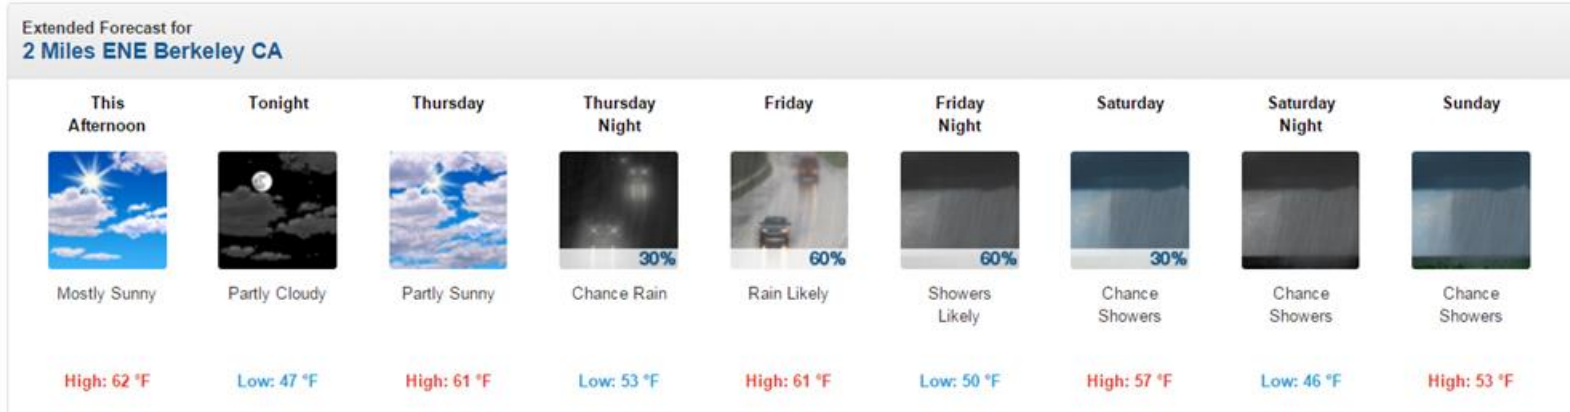 Extended Forecast for
2 Miles ENE Berkeley CA
This
Afternoon
Tonight
Thursday
Thursday
Night
Friday
Friday
Night
Saturday
Saturday
Night
Sunday
30%
60%
60%
30%
Mostly Sunny
Partly Cloudy
Partly Sunny
Chance Rain
Rain Likely
Showers
Likely
Chance
Showers
Chance
Showers
Chance
Showers
High: 62 °F
Low: 47 °F
High: 61 °F
Low: 53 °F
High: 61 °F
Low: 50 °F
High: 57 °F
Low: 46 °F
High: 53 °F